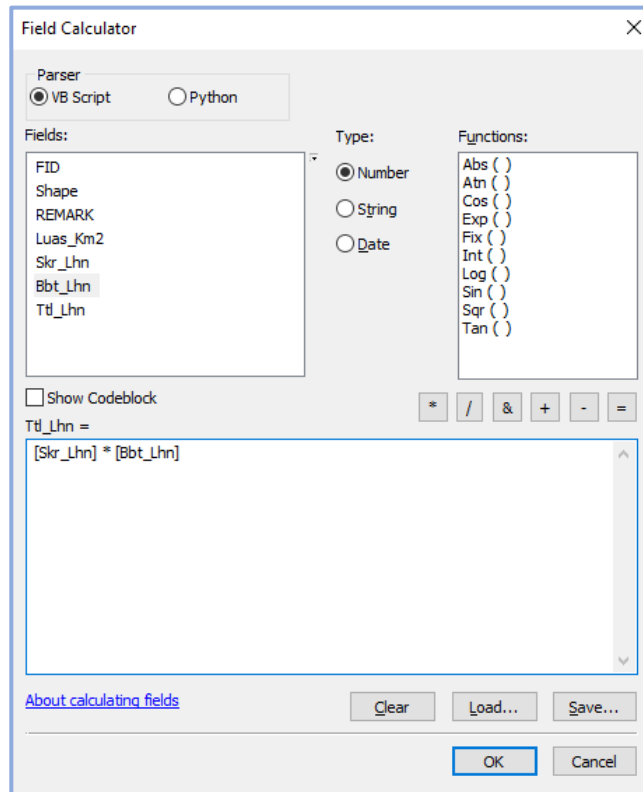 Field Calculator
Parser
VB Script Python
Fields: Type: Functions:
FID
Shape
REMARK
Luas_Km2
Skr_Lhn
Bbt_Lhn
Ttl_Lhn
Number
String
Date
Abs ( )
Atn ( )
Cos ( )
Exp ( )
Fix ( )
Int ( )
Log ( )
Sin ( )
Sqr ( )
Tan ( )
Show Codeblock
* / & + - =
Ttl_Lhn =
[Skr_Lhn] * [Bbt_Lhn]
About calculating fields
Clear Load... Save...
OK Cancel